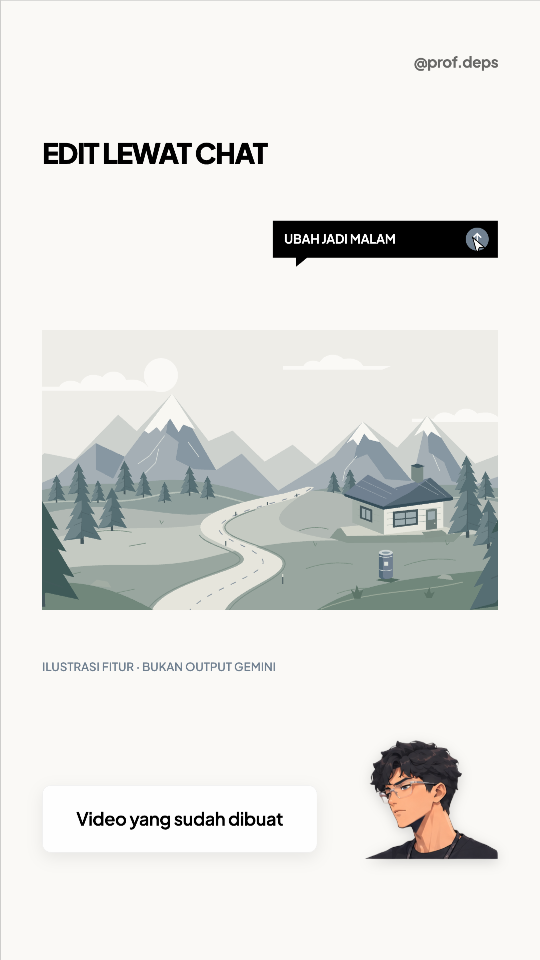 @prof.deps
EDIT LEWAT CHAT
UBAH JADI MALAM
ILUSTRASI FITUR · BUKAN OUTPUT GEMINI
Video yang sudah dibuat